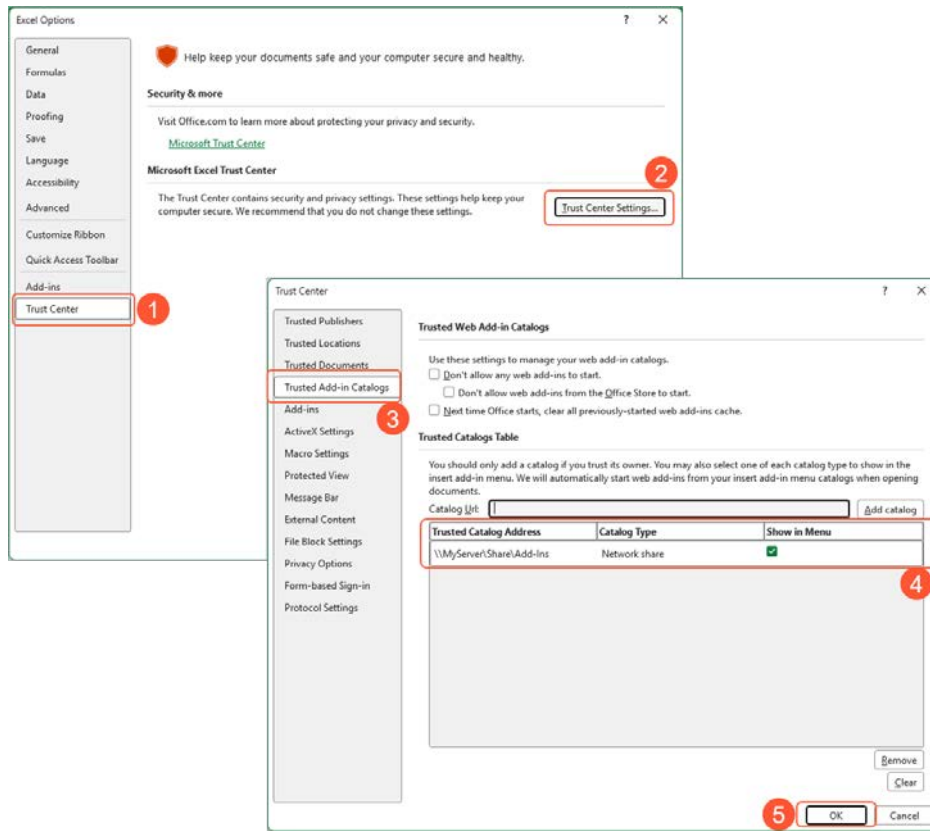 Excel Options
?
General
Formulas
Data
Proofing
Save
Language
Accessibility
Advanced
Customize Ribbon
Quick Access Toolbar
Add-ins
Trust Center
1
Help keep your documents safe and your computer secure and healthy.
Security & more
Visit Office.com to learn more about protecting your privacy and security.
Microsoft Trust Center
Microsoft Excel Trust Center
2
The Trust Center contains security and privacy settings. These settings help keep your
computer secure. We recommend that you do not change these settings.
Trust Center Settings...
Trust Center
?
Trusted Publishers
Trusted Locations
Trusted Documents
Trusted Add-in Catalogs
3
Add-ins
ActiveX Settings
Macro Settings
Protected View
Message Bar
External Content
File Block Settings
Privacy Options
Form-based Sign-in
Protocol Settings
Trusted Web Add-in Catalogs
Use these settings to manage your web add-in catalogs.
Don't allow any web add-ins to start.
Don't allow web add-ins from the Office Store to start.
Next time Office starts, clear all previously-started web add-ins cache.
Trusted Catalogs Table
You should only add a catalog if you trust its owner. You may also select one of each catalog type to show in the
insert add-in menu. We will automatically start web add-ins from your insert add-in menu catalogs when opening
documents.
Catalog Url:
Add catalog
Trusted Catalog Address Catalog Type Show in Menu
\\MyServer\Share\Add-Ins Network share
4
Remove
Clear
5
OK
Cancel